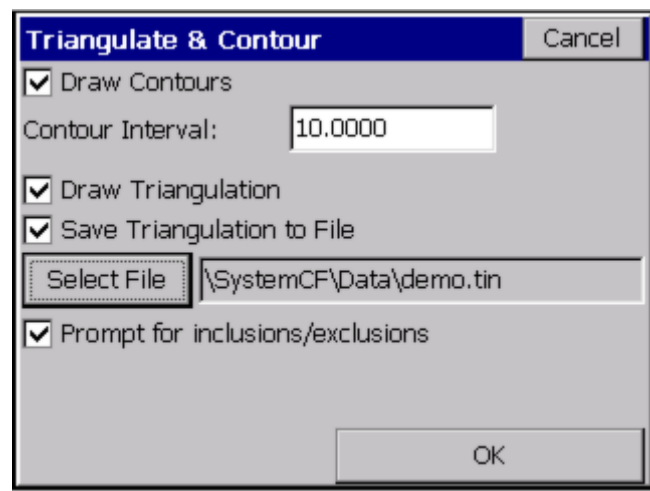 Triangulate & Contour Cancel
Draw Contours
Contour Interval: 10.0000
Draw Triangulation
Save Triangulation to File
Select File \SystemCF\Data\demo.tin
Prompt for inclusions/exclusions
OK